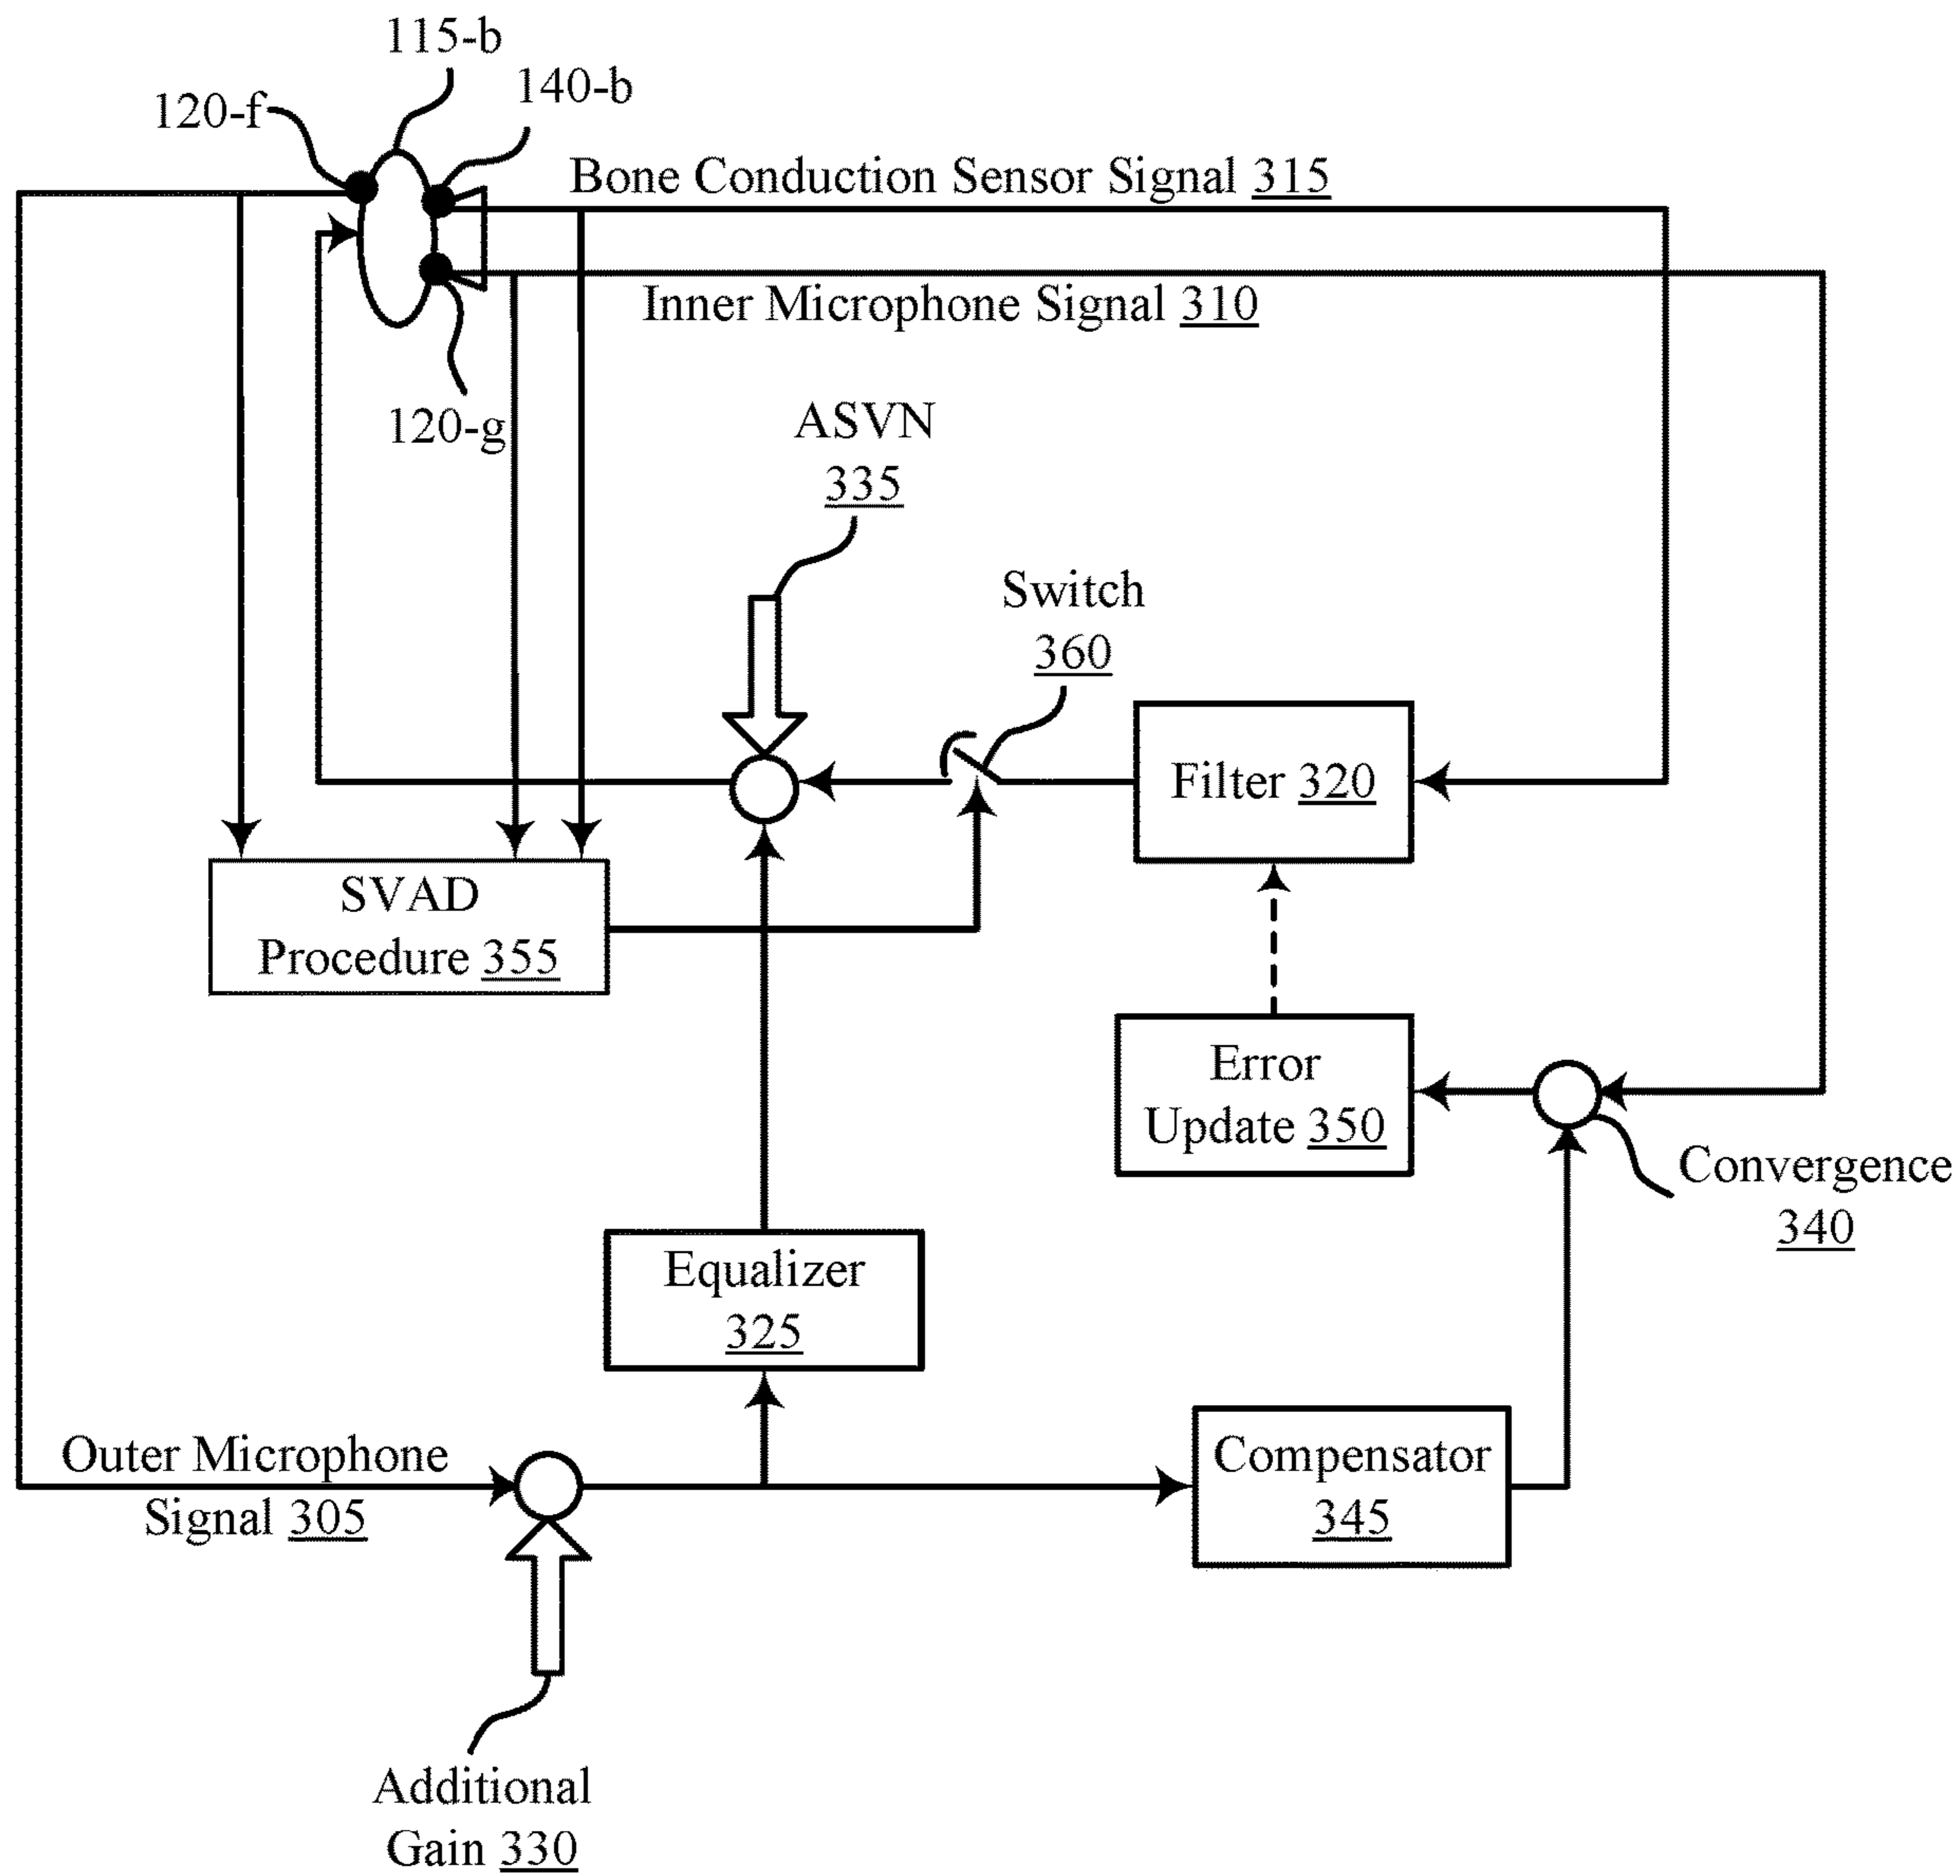 115-b
140-b
120-f
Bone Conduction Sensor Signal 315
Inner Microphone Signal 310
120-g
ASVN
335
Switch
360
Filter 320
SVAD
Procedure 355
Error
Update 350
Convergence
340
Equalizer
325
Outer Microphone
Signal 305
Compensator
345
Additional
Gain 330